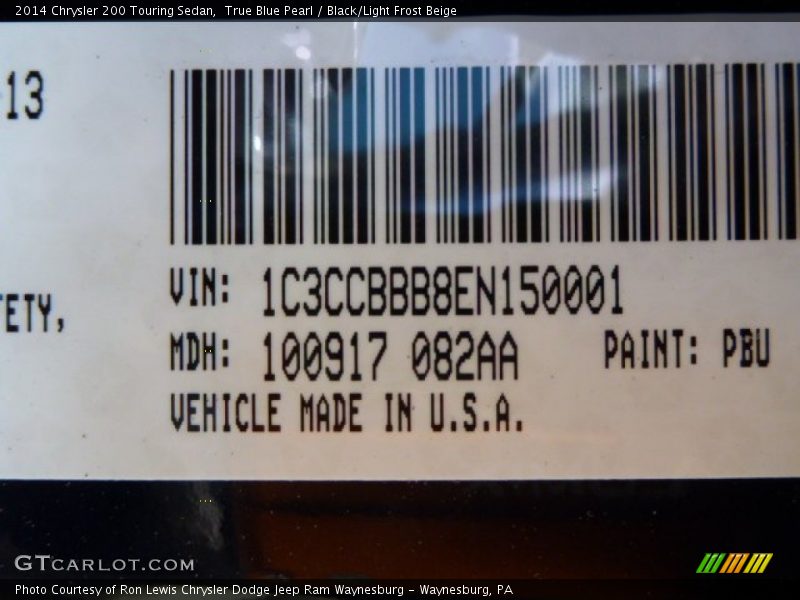 2014 Chrysler 200 Touring Sedan,  True Blue Pearl / Black/Light Frost Beige
13
VIN: 1C3CCBBB8EN150001
ETY,
MDH: 100917 082AA PAINT: PBU
VEHICLE MADE IN U.S.A.
GTCARLOT.COM
Photo Courtesy of Ron Lewis Chrysler Dodge Jeep Ram Waynesburg - Waynesburg, PA